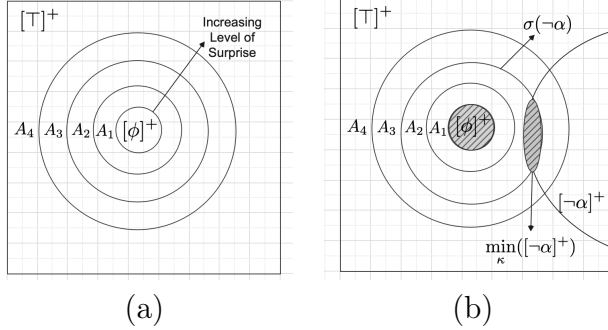 [⊤]⁺
Increasing
Level of
Surprise
A₄ A₃ A₂ A₁ [ϕ]⁺
(a)
[⊤]⁺
σ(¬α)
A₄ A₃ A₂ A₁ [ϕ]⁺
[¬α]⁺
min([¬α]⁺)
κ
(b)